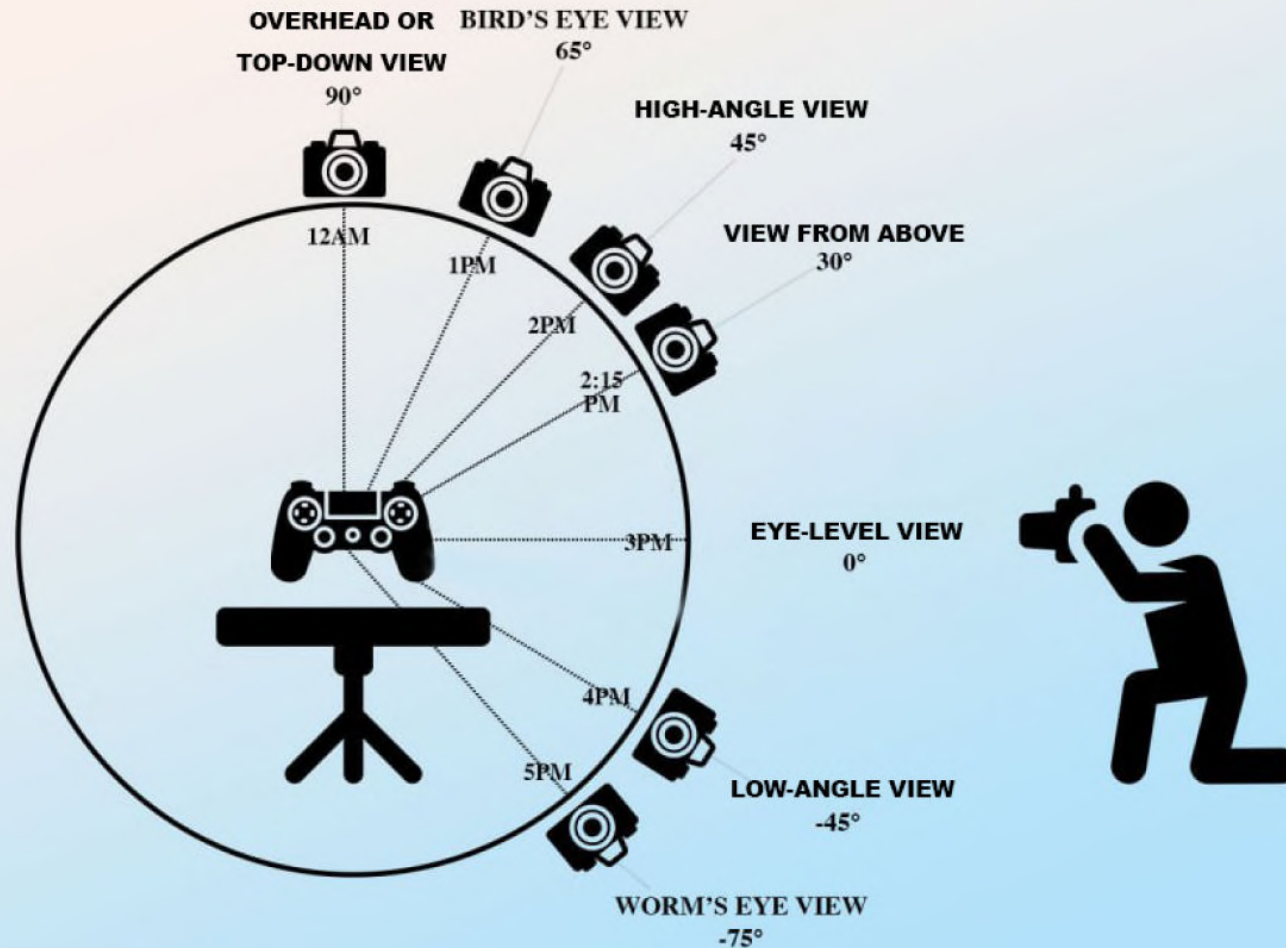 OVERHEAD OR
TOP-DOWN VIEW
90°
BIRD'S EYE VIEW
65°
HIGH-ANGLE VIEW
45°
VIEW FROM ABOVE
30°
12AM
1PM
2PM
2:15
PM
3PM
EYE-LEVEL VIEW
0°
4PM
5PM
LOW-ANGLE VIEW
-45°
WORM'S EYE VIEW
-75°